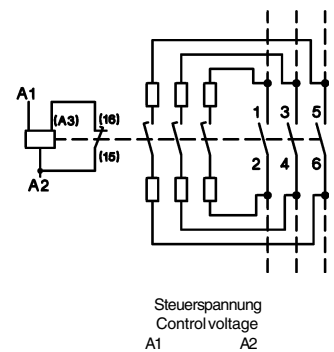 1 3 5
A1 (A3) (16)
(15)
A2
2 4 6
Steuerspannung
Control voltage
A1 A2